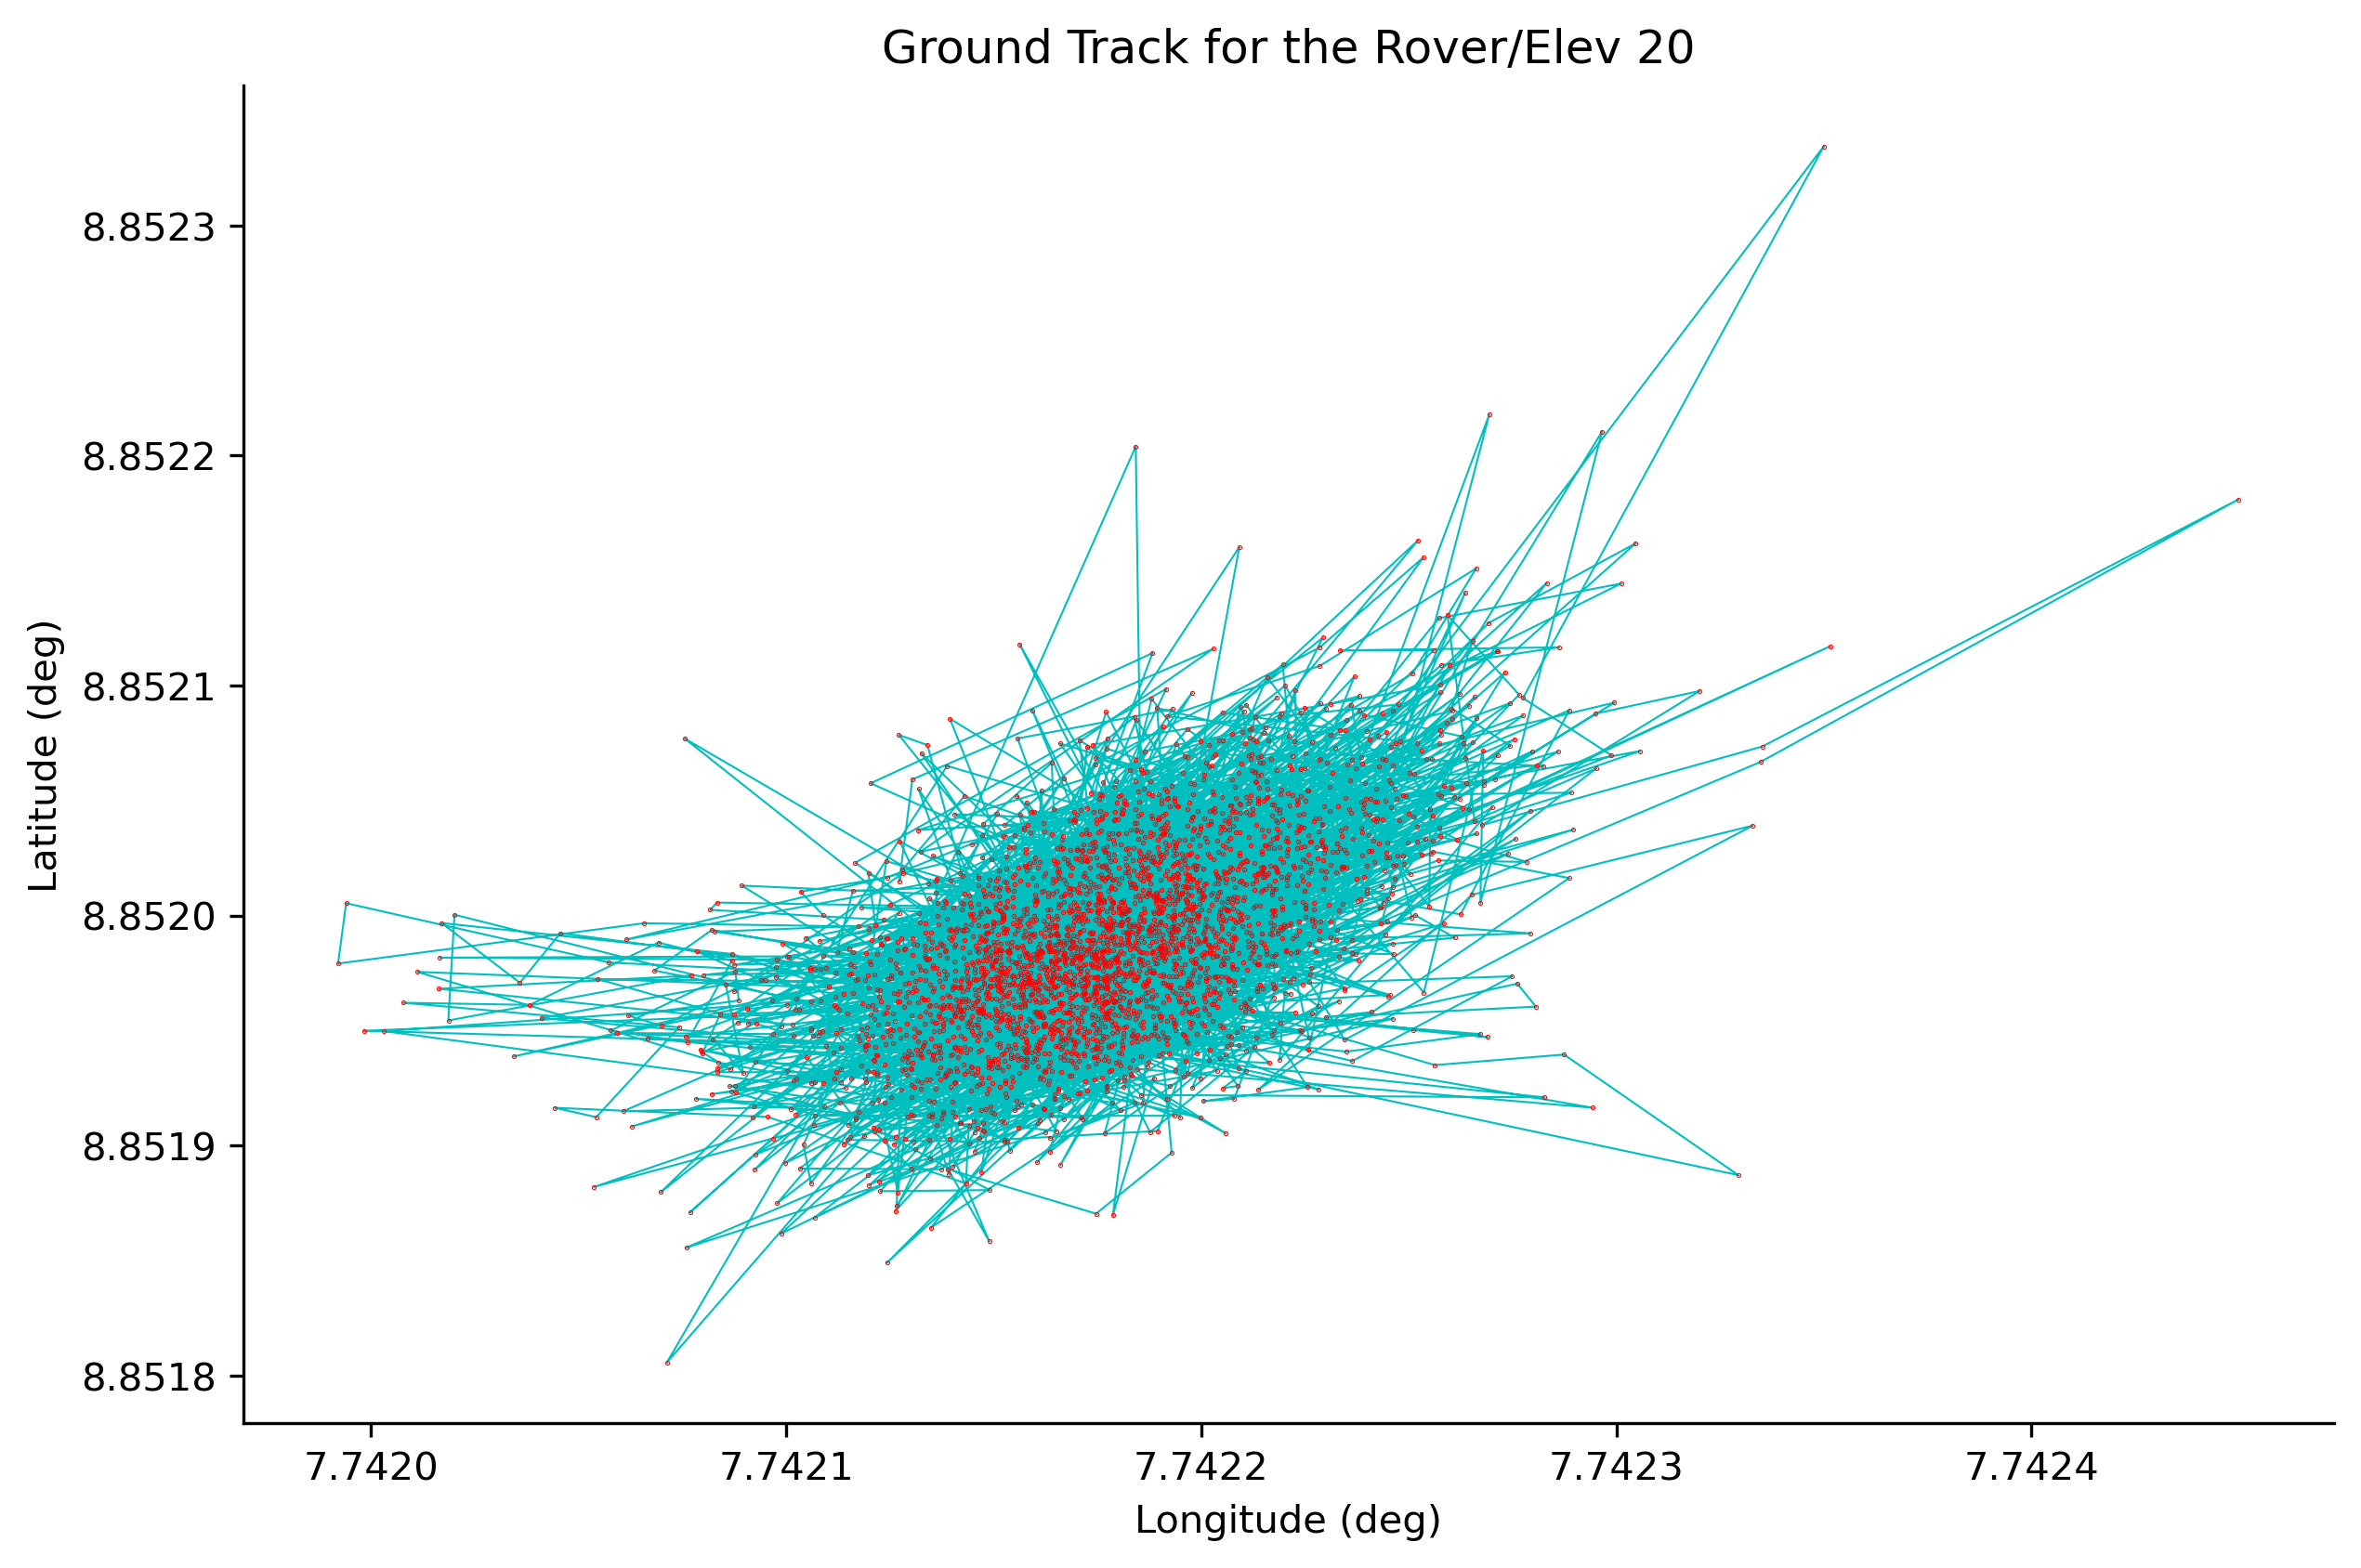 Ground Track for the Rover/Elev 20
8.8523
8.8522
8.8521
8.8520
8.8519
8.8518
Latitude (deg)
7.7420 7.7421 7.7422 7.7423 7.7424
Longitude (deg)